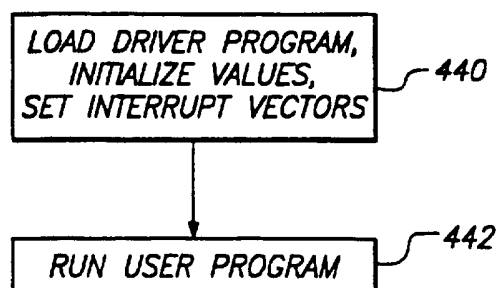 LOAD DRIVER PROGRAM,
INITIALIZE VALUES,
SET INTERRUPT VECTORS
440
RUN USER PROGRAM
442